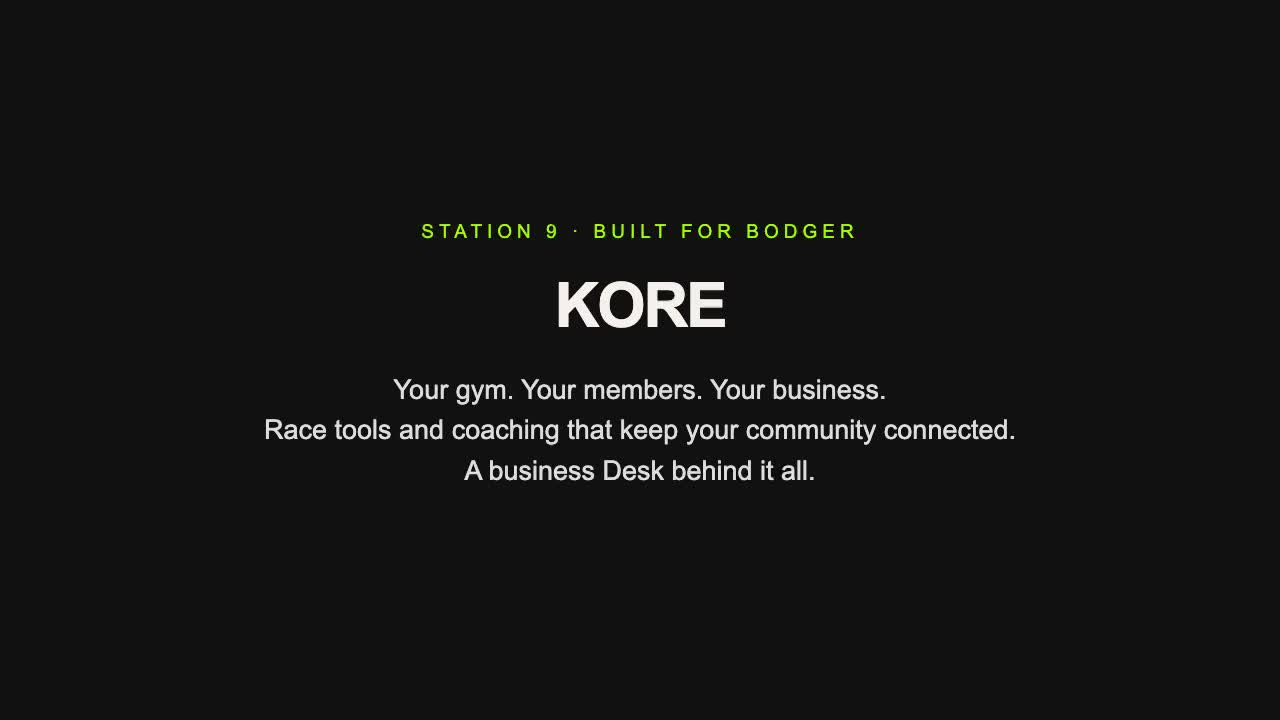 STATION 9 · BUILT FOR BODGER
KORE
Your gym. Your members. Your business.
Race tools and coaching that keep your community connected.
A business Desk behind it all.